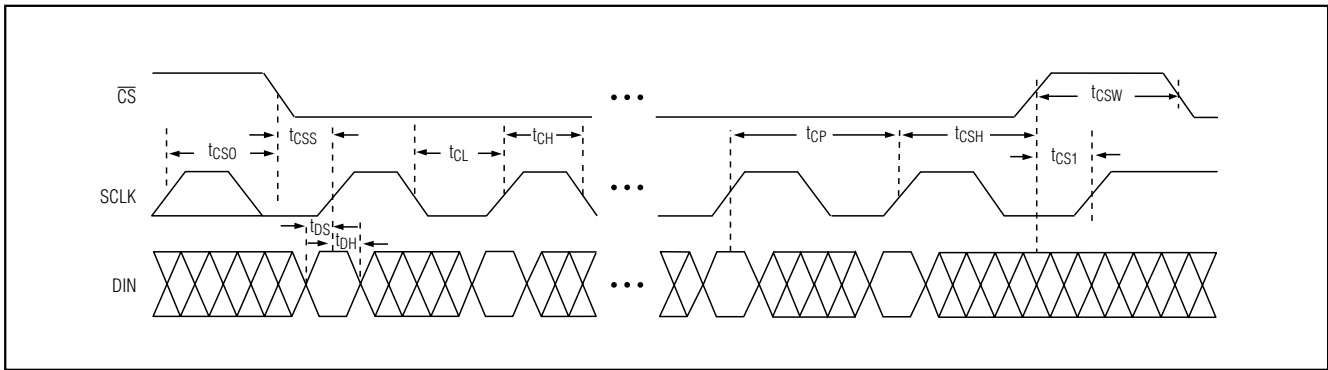 CS
tCSW
tCSS
tCH
tCP
tCSH
tCSO
tCL
tCS1
SCLK
tDS
tDH
DIN